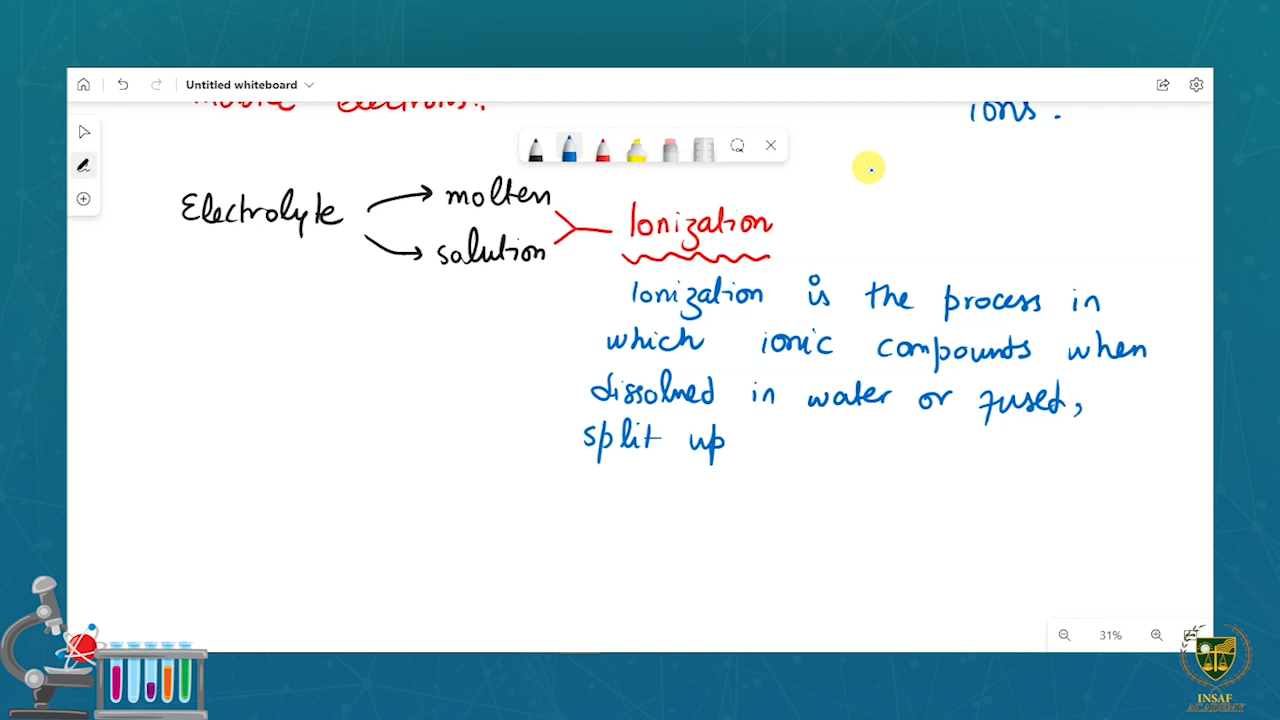 Untitled whiteboard
electrons.
ions.
Electrolyte
molten
solution
Ionization
Ionization is the process in
which ionic compounds when
dissolved in water or fused,
split up
31%
INSAF
ACADEMY